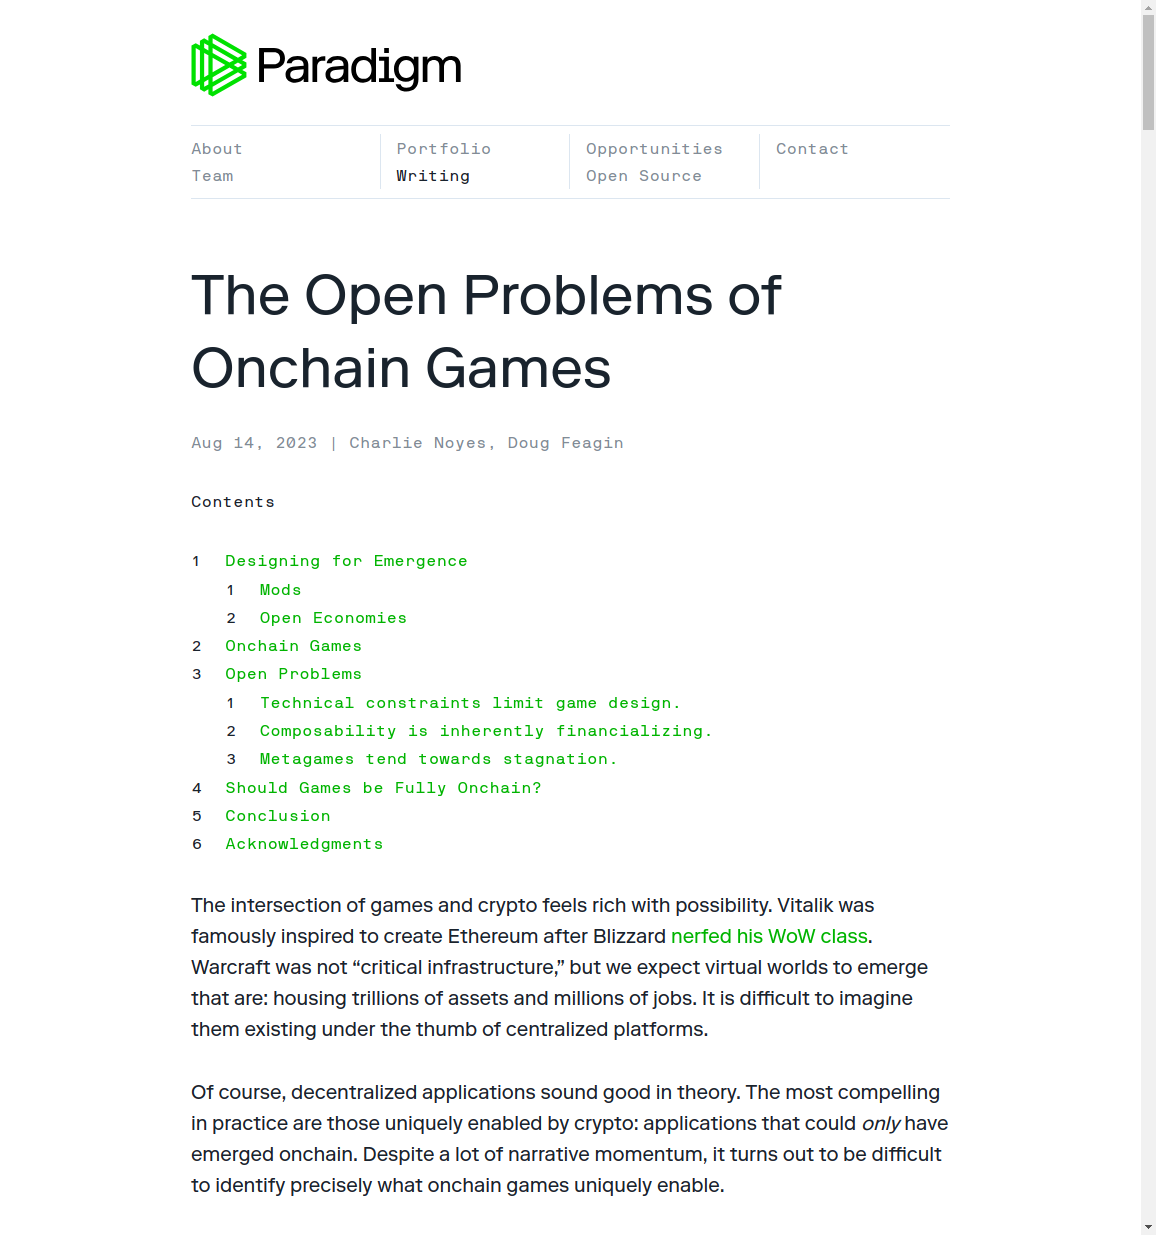 Paradigm
About
Team
Portfolio
Writing
Opportunities
Open Source
Contact
The Open Problems of
Onchain Games
Aug 14, 2023 | Charlie Noyes, Doug Feagin
Contents
1 Designing for Emergence
1 Mods
2 Open Economies
2 Onchain Games
3 Open Problems
1 Technical constraints limit game design.
2 Composability is inherently financializing.
3 Metagames tend towards stagnation.
4 Should Games be Fully Onchain?
5 Conclusion
6 Acknowledgments
The intersection of games and crypto feels rich with possibility. Vitalik was
famously inspired to create Ethereum after Blizzard nerfed his WoW class.
Warcraft was not “critical infrastructure,” but we expect virtual worlds to emerge
that are: housing trillions of assets and millions of jobs. It is difficult to imagine
them existing under the thumb of centralized platforms.
Of course, decentralized applications sound good in theory. The most compelling
in practice are those uniquely enabled by crypto: applications that could only have
emerged onchain. Despite a lot of narrative momentum, it turns out to be difficult
to identify precisely what onchain games uniquely enable.